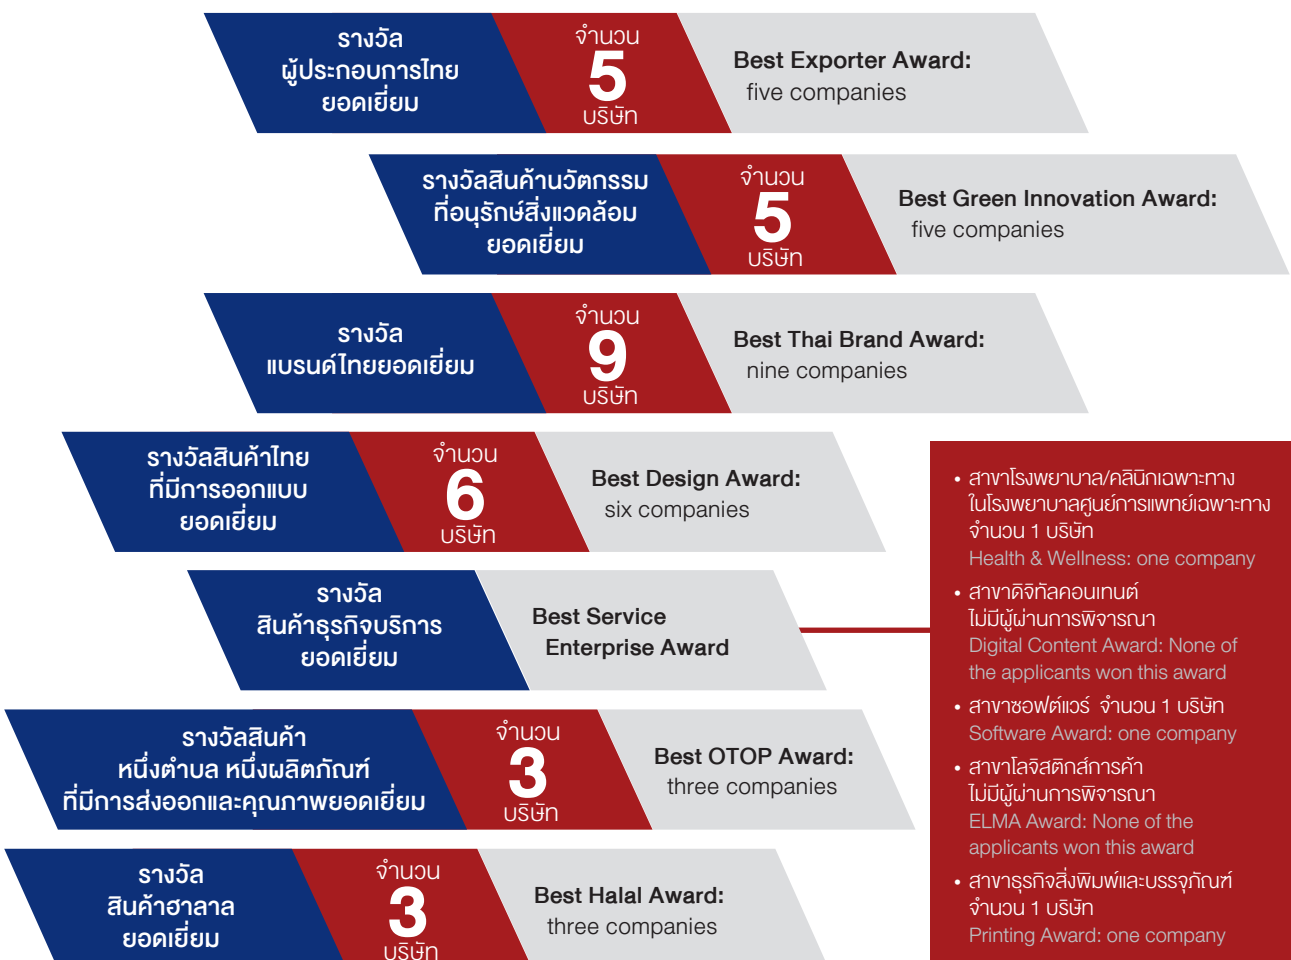 รางวัล
ผู้ประกอบการไทย
ยอดเยี่ยม
จำนวน
5
บริษัท
Best Exporter Award:
five companies
รางวัลสินค้านวัตกรรม
ที่อนุรักษ์สิ่งแวดล้อม
ยอดเยี่ยม
จำนวน
5
บริษัท
Best Green Innovation Award:
five companies
รางวัล
แบรนด์ไทยยอดเยี่ยม
จำนวน
9
บริษัท
Best Thai Brand Award:
nine companies
รางวัลสินค้าไทย
ที่มีการออกแบบ
ยอดเยี่ยม
จำนวน
6
บริษัท
Best Design Award:
six companies
รางวัล
สินค้าธุรกิจบริการ
ยอดเยี่ยม
Best Service
Enterprise Award
• สาขาโรงพยาบาล/คลินิกเฉพาะทาง
ในโรงพยาบาลศูนย์การแพทย์เฉพาะทาง
จำนวน 1 บริษัท
Health & Wellness: one company
• สาขาดิจิทัลคอนเทนต์
ไม่มีผู้ผ่านการพิจารณา
Digital Content Award: None of
the applicants won this award
• สาขาซอฟต์แวร์ จำนวน 1 บริษัท
Software Award: one company
• สาขาโลจิสติกส์การค้า
ไม่มีผู้ผ่านการพิจารณา
ELMA Award: None of the
applicants won this award
• สาขาธุรกิจสิ่งพิมพ์และบรรจุภัณฑ์
จำนวน 1 บริษัท
Printing Award: one company
รางวัลสินค้า
หนึ่งตำบล หนึ่งผลิตภัณฑ์
ที่มีการส่งออกและคุณภาพยอดเยี่ยม
จำนวน
3
บริษัท
Best OTOP Award:
three companies
รางวัล
สินค้าฮาลาล
ยอดเยี่ยม
จำนวน
3
บริษัท
Best Halal Award:
three companies